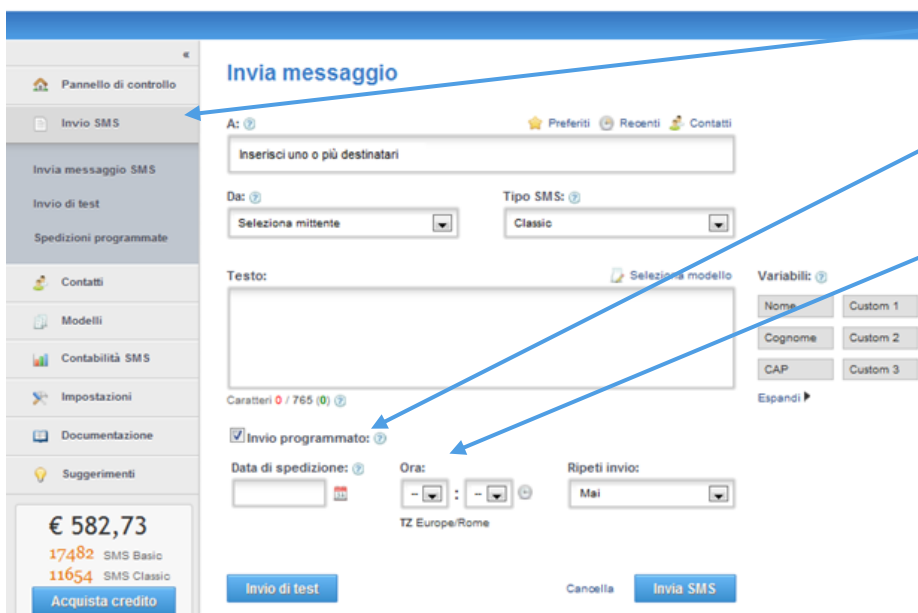 «
Pannello di controllo
Invio SMS
Invia messaggio SMS
Invio di test
Spedizioni programmate
Contatti
Modelli
Contabilità SMS
Impostazioni
Documentazione
Suggerimenti
€ 582,73
17482 SMS Basic
11654 SMS Classic
Acquista credito
Invia messaggio
A: ? Preferiti Recenti Contatti
Inserisci uno o più destinatari
Da: ? Tipo SMS: ?
Seleziona mittente Classic
Testo: Seleziona modello Variabili: ?
Nome Custom 1
Cognome Custom 2
CAP Custom 3
Caratteri 0 / 765 (0) ? Espandi
Invio programmato: ?
Data di spedizione: ? Ora: Ripeti invio:
-- : -- Mai
TZ Europe/Rome
Invio di test Cancella Invia SMS